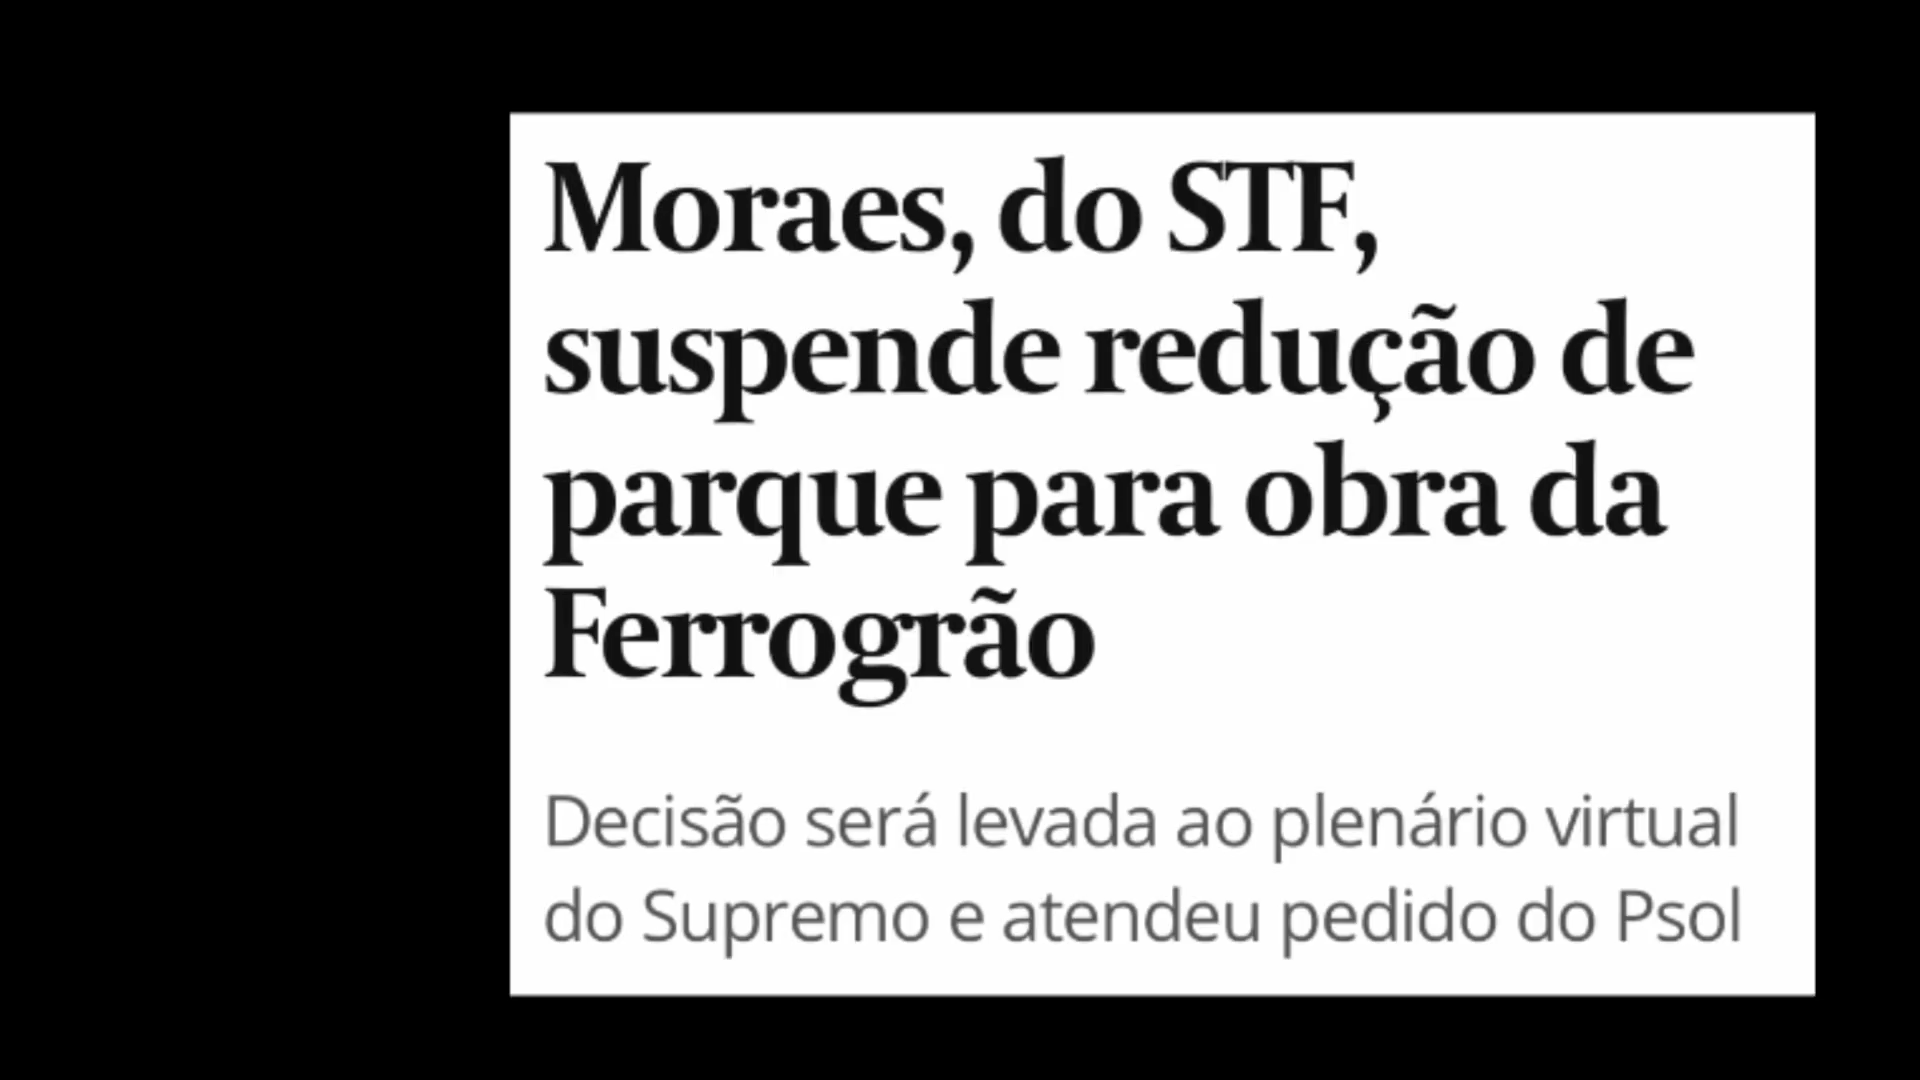 Moraes, do STF,
suspende redução de
parque para obra da
Ferrogrão
Decisão será levada ao plenário virtual
do Supremo e atendeu pedido do Psol